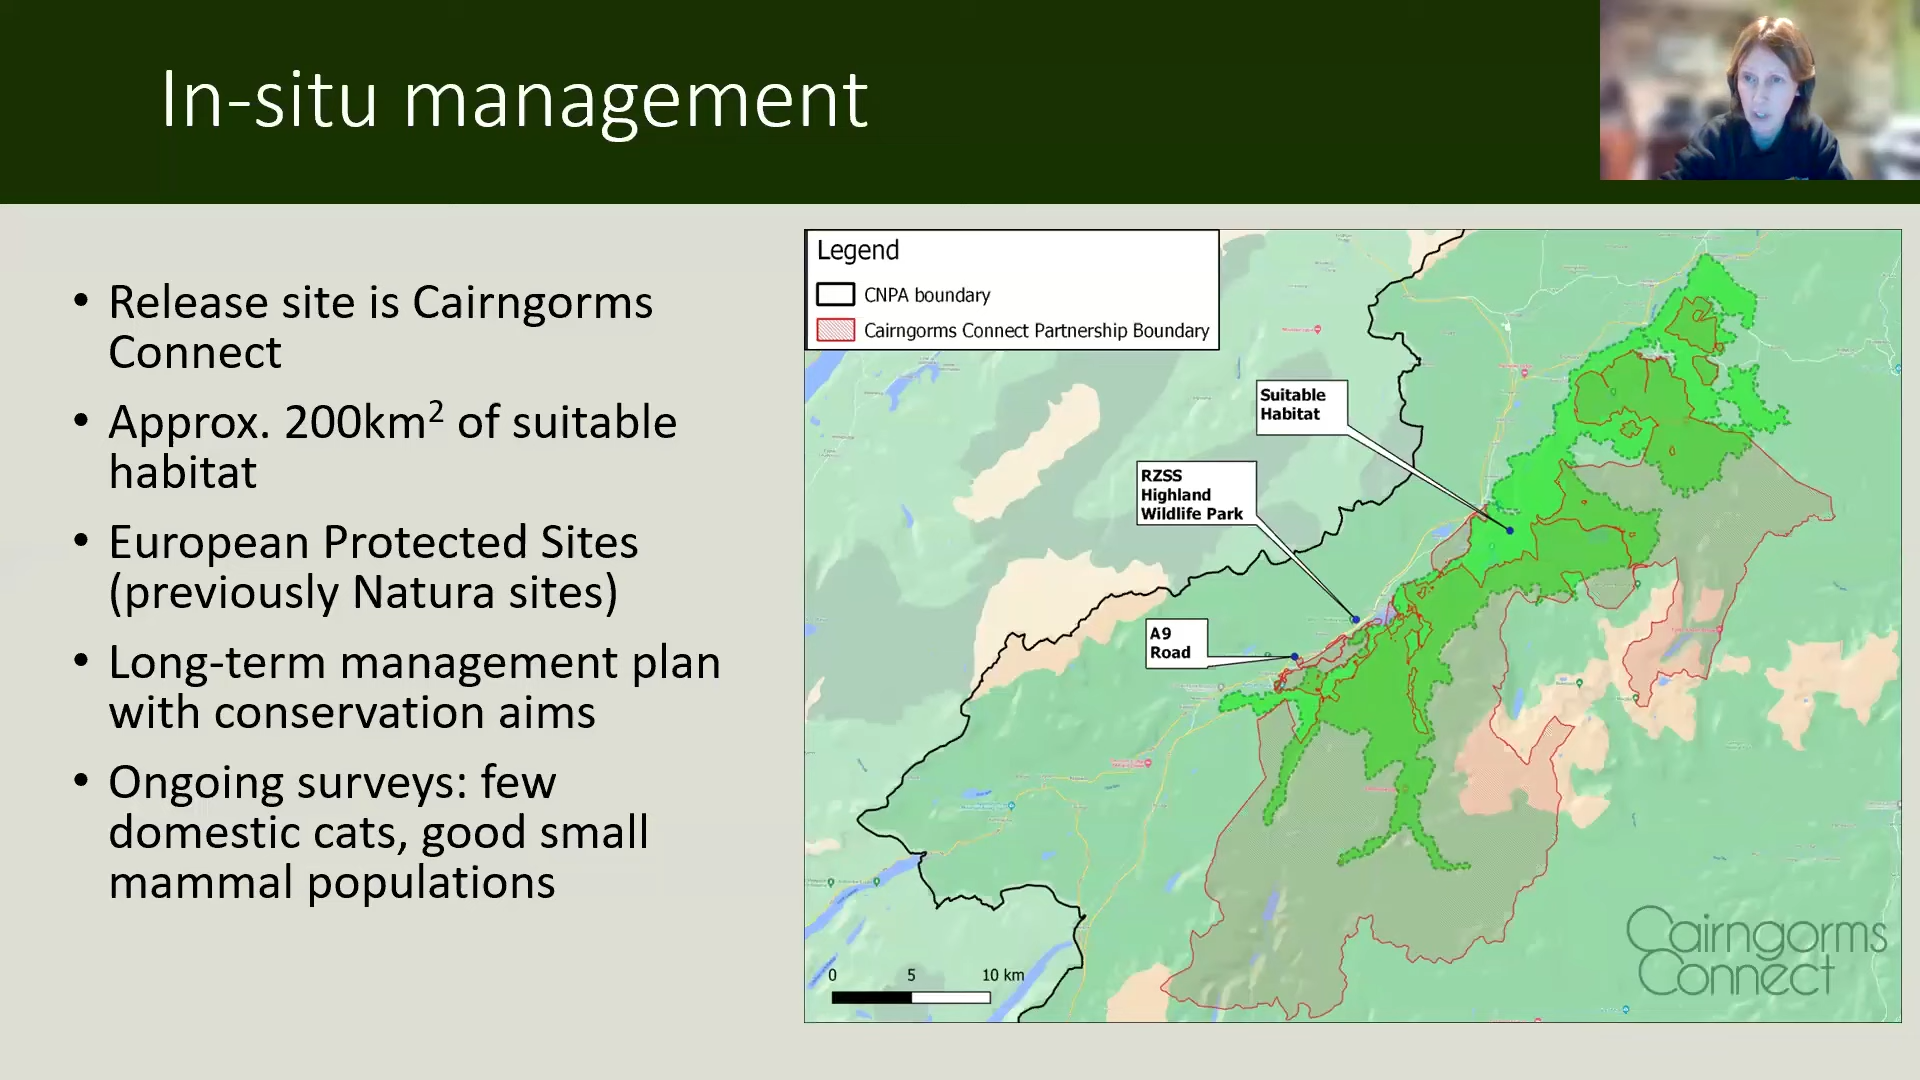 In-situ management
• Release site is Cairngorms
Connect
• Approx. 200km² of suitable
habitat
• European Protected Sites
(previously Natura sites)
• Long-term management plan
with conservation aims
• Ongoing surveys: few
domestic cats, good small
mammal populations
Legend
CNPA boundary
Cairngorms Connect Partnership Boundary
Suitable
Habitat
RZSS
Highland
Wildlife Park
A9
Road
0 5 10 km
Cairngorms
Connect